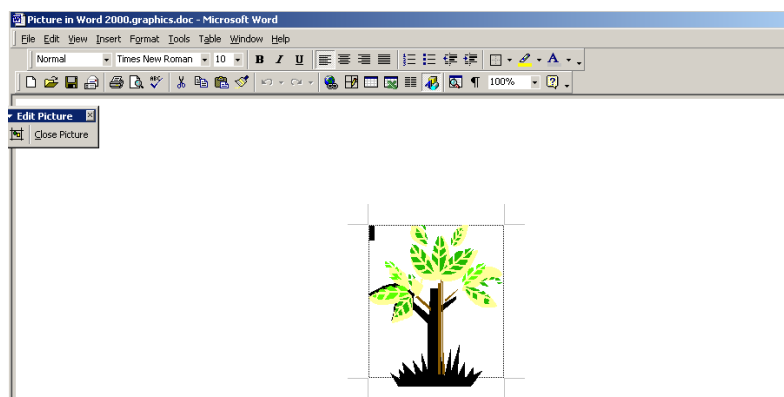 Picture in Word 2000.graphics.doc - Microsoft Word
File Edit View Insert Format Tools Table Window Help
Normal Times New Roman 10 B I U A
ABC ¶ 100% ?
Edit Picture
Close Picture